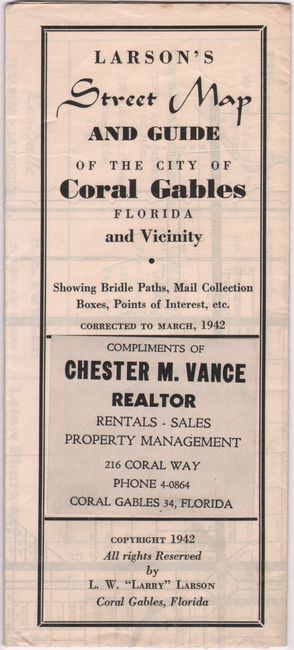 LARSON'S
Street Map
AND GUIDE
OF THE CITY OF
Coral Gables
FLORIDA
and Vicinity
•
Showing Bridle Paths, Mail Collection
Boxes, Points of Interest, etc.
CORRECTED TO MARCH, 1942
COMPLIMENTS OF
CHESTER M. VANCE
REALTOR
RENTALS - SALES
PROPERTY MANAGEMENT
216 CORAL WAY
PHONE 4-0864
CORAL GABLES 34, FLORIDA
COPYRIGHT 1942
All rights Reserved
by
L. W. "LARRY" LARSON
Coral Gables, Florida